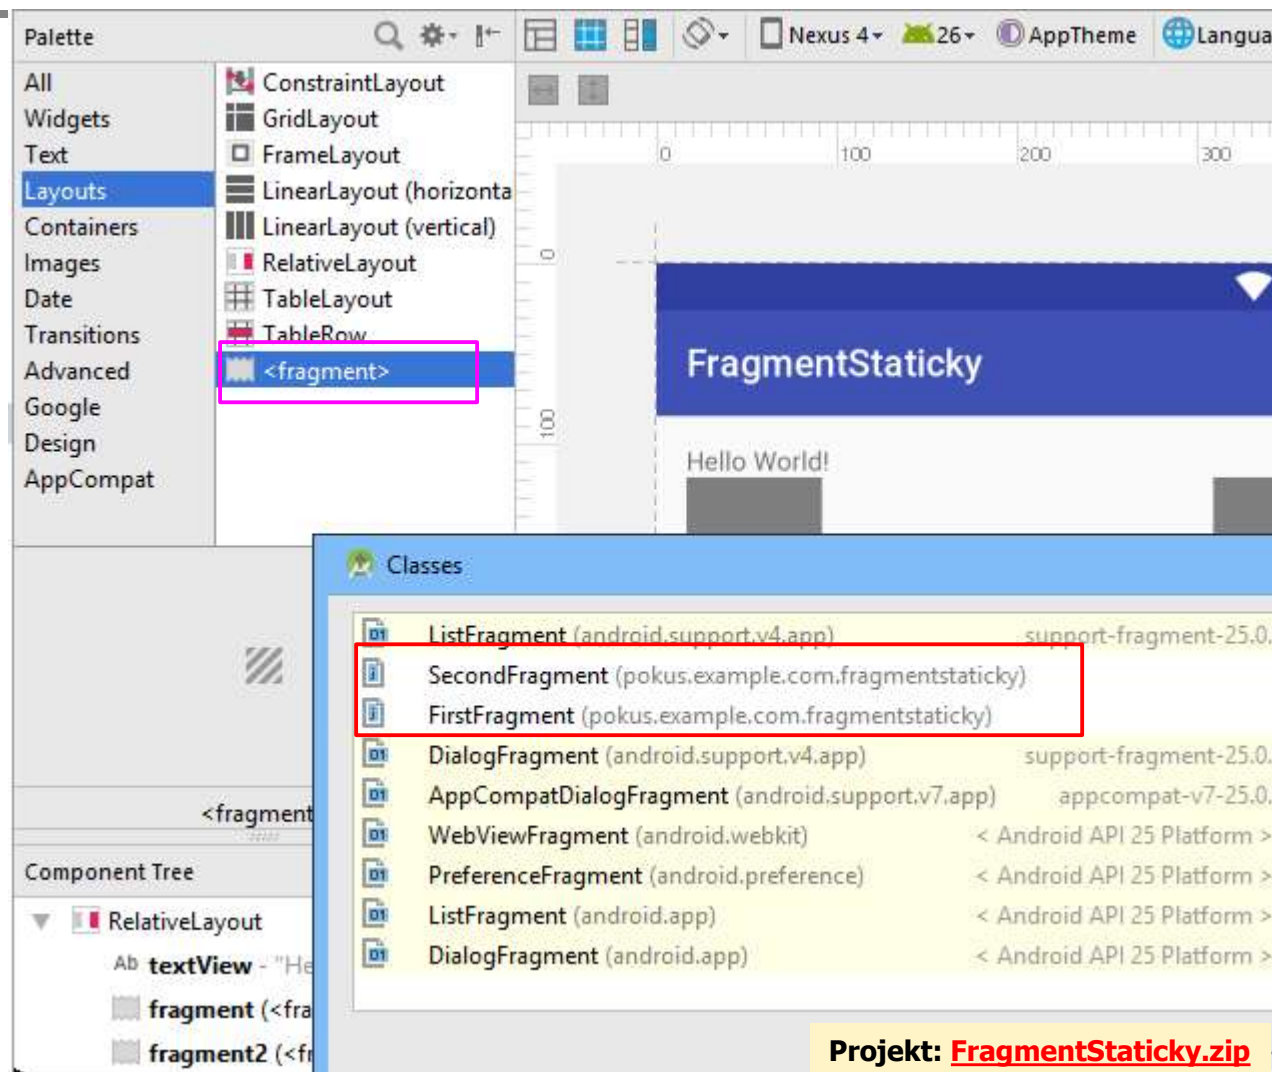 Palette
Nexus 4
26
AppTheme
Langua
All
Widgets
Text
Layouts
Containers
Images
Date
Transitions
Advanced
Google
Design
AppCompat
ConstraintLayout
GridLayout
FrameLayout
LinearLayout (horizonta
LinearLayout (vertical)
RelativeLayout
TableLayout
TableRow
<fragment>
0 100 200 300
0
100
FragmentStaticky
Hello World!
Classes
ListFragment (android.support.v4.app) support-fragment-25.0.
SecondFragment (pokus.example.com.fragmentstaticky)
FirstFragment (pokus.example.com.fragmentstaticky)
DialogFragment (android.support.v4.app) support-fragment-25.0.
AppCompatDialogFragment (android.support.v7.app) appcompat-v7-25.0.
WebViewFragment (android.webkit) < Android API 25 Platform >
PreferenceFragment (android.preference) < Android API 25 Platform >
ListFragment (android.app) < Android API 25 Platform >
DialogFragment (android.app) < Android API 25 Platform >
<fragment
Component Tree
RelativeLayout
Ab textView - "He
fragment (<fra
fragment2 (<fr
Projekt: FragmentStaticky.zip